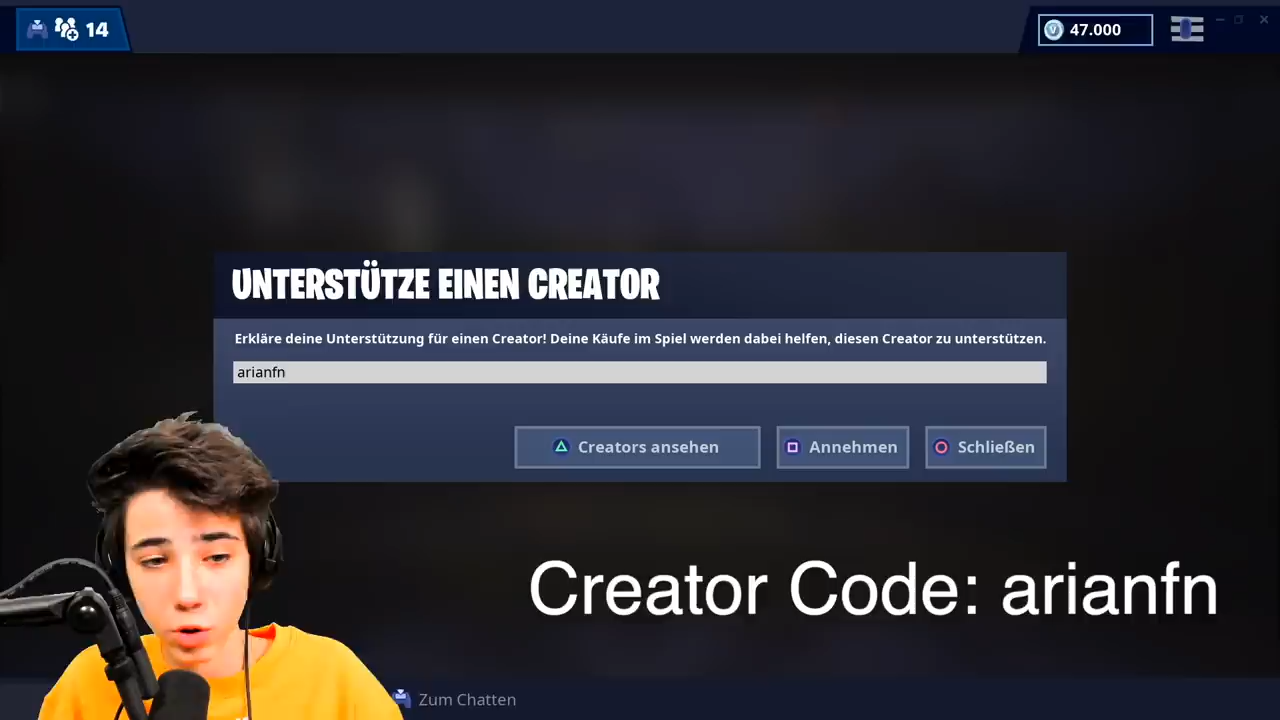 14
47.000
UNTERSTÜTZE EINEN CREATOR
Erkläre deine Unterstützung für einen Creator! Deine Käufe im Spiel werden dabei helfen, diesen Creator zu unterstützen.
arianfn
Creators ansehen
Annehmen
Schließen
Creator Code: arianfn
Zum Chatten